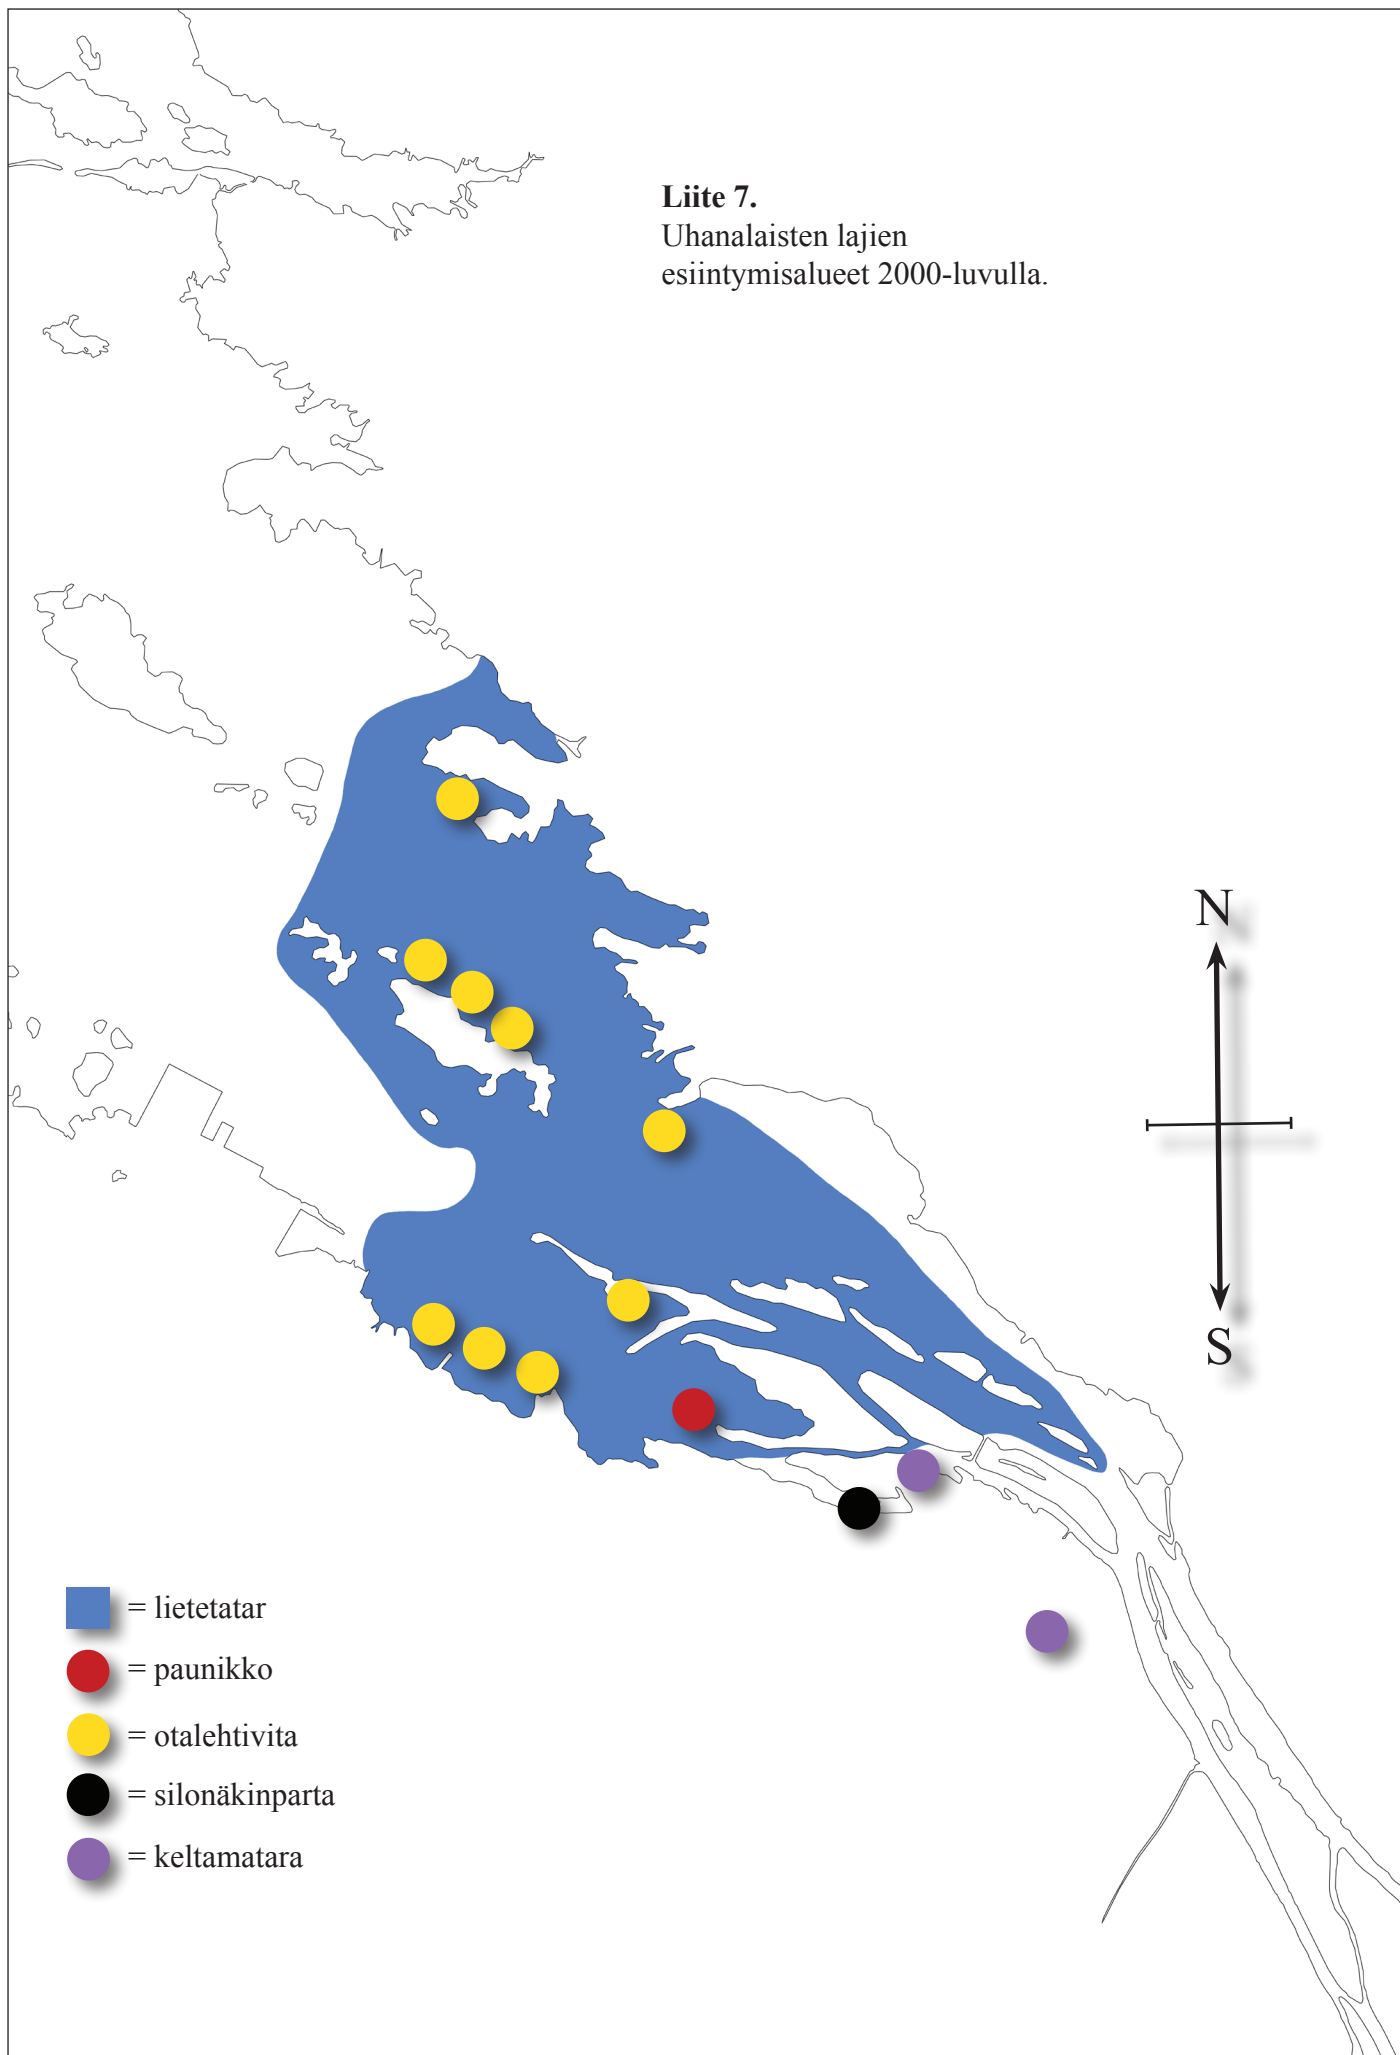 Liite 7.
Uhanalaisten lajien
esiintymisalueet 2000-luvulla.
N
S
= lietetatar
= paunikko
= otalehtivita
= silonäkinparta
= keltamatara